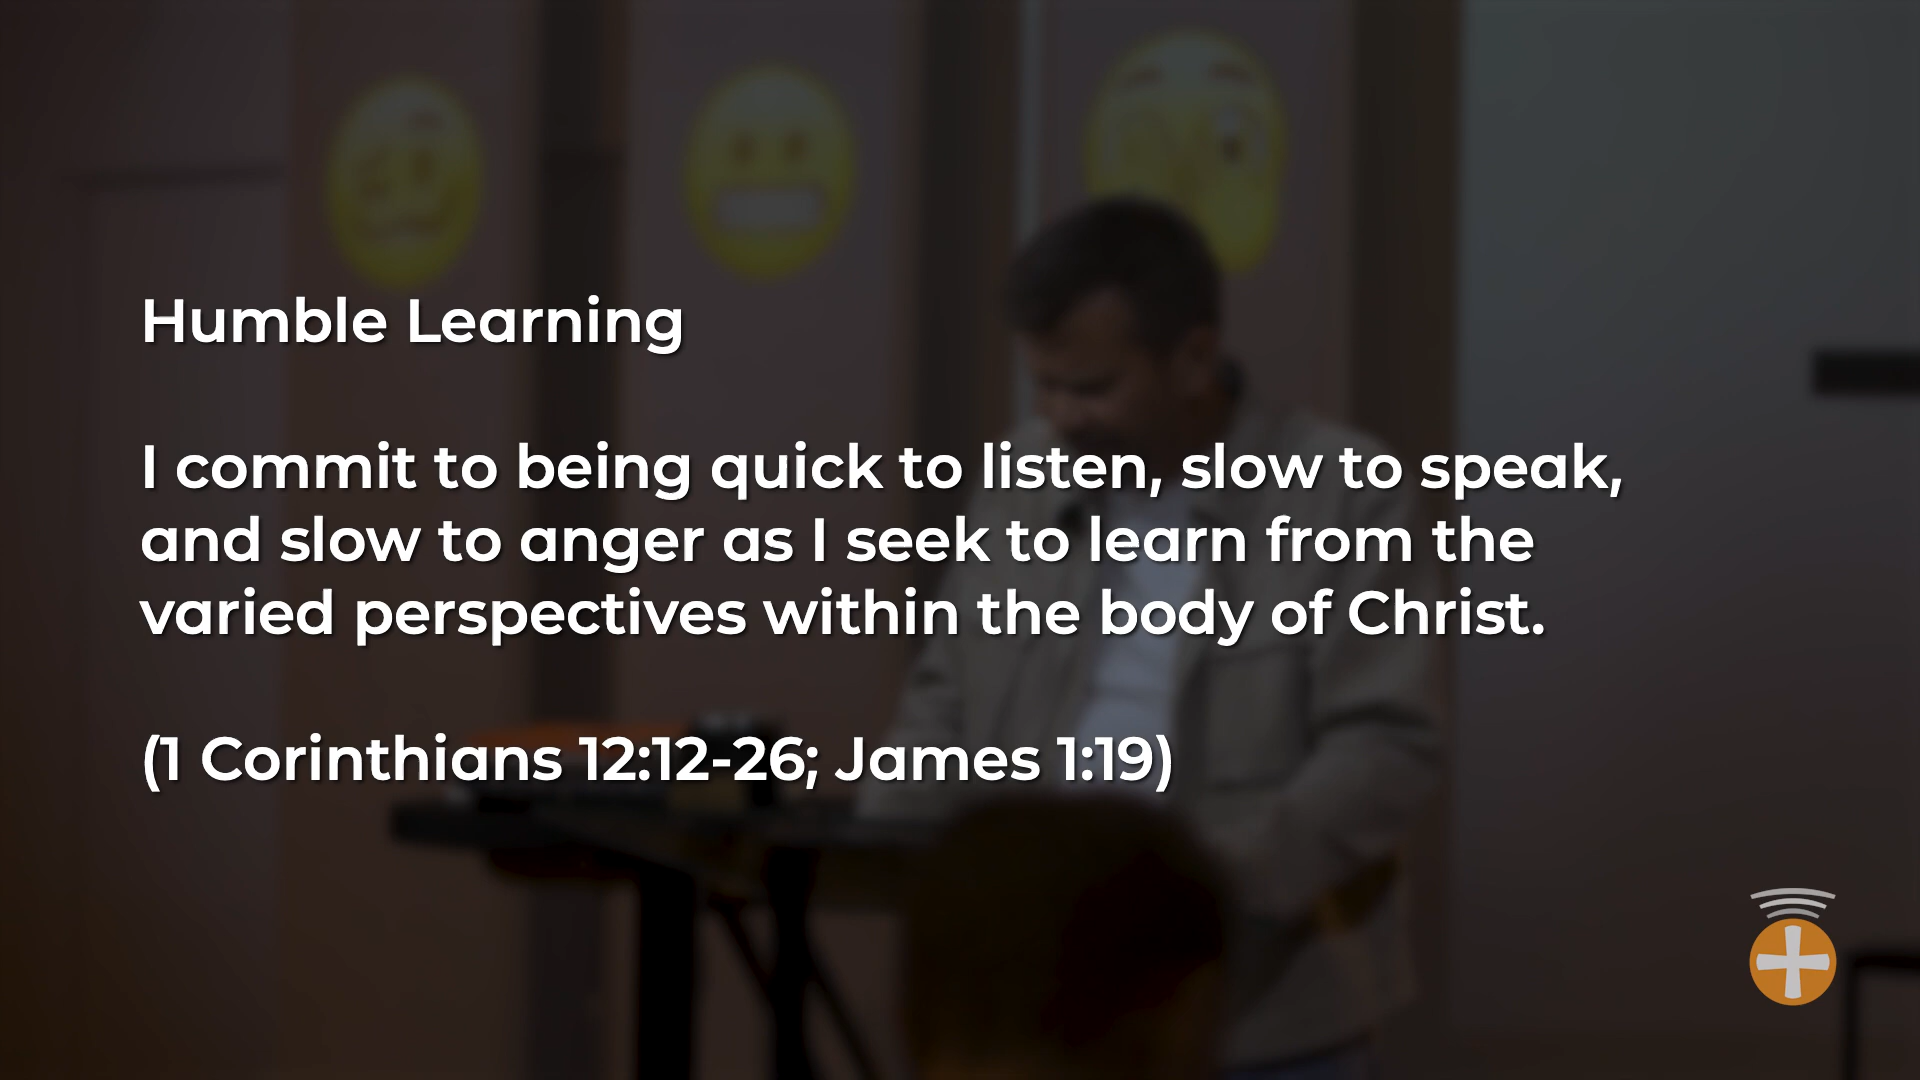 Humble Learning
I commit to being quick to listen, slow to speak,
and slow to anger as I seek to learn from the
varied perspectives within the body of Christ.
(1 Corinthians 12:12-26; James 1:19)